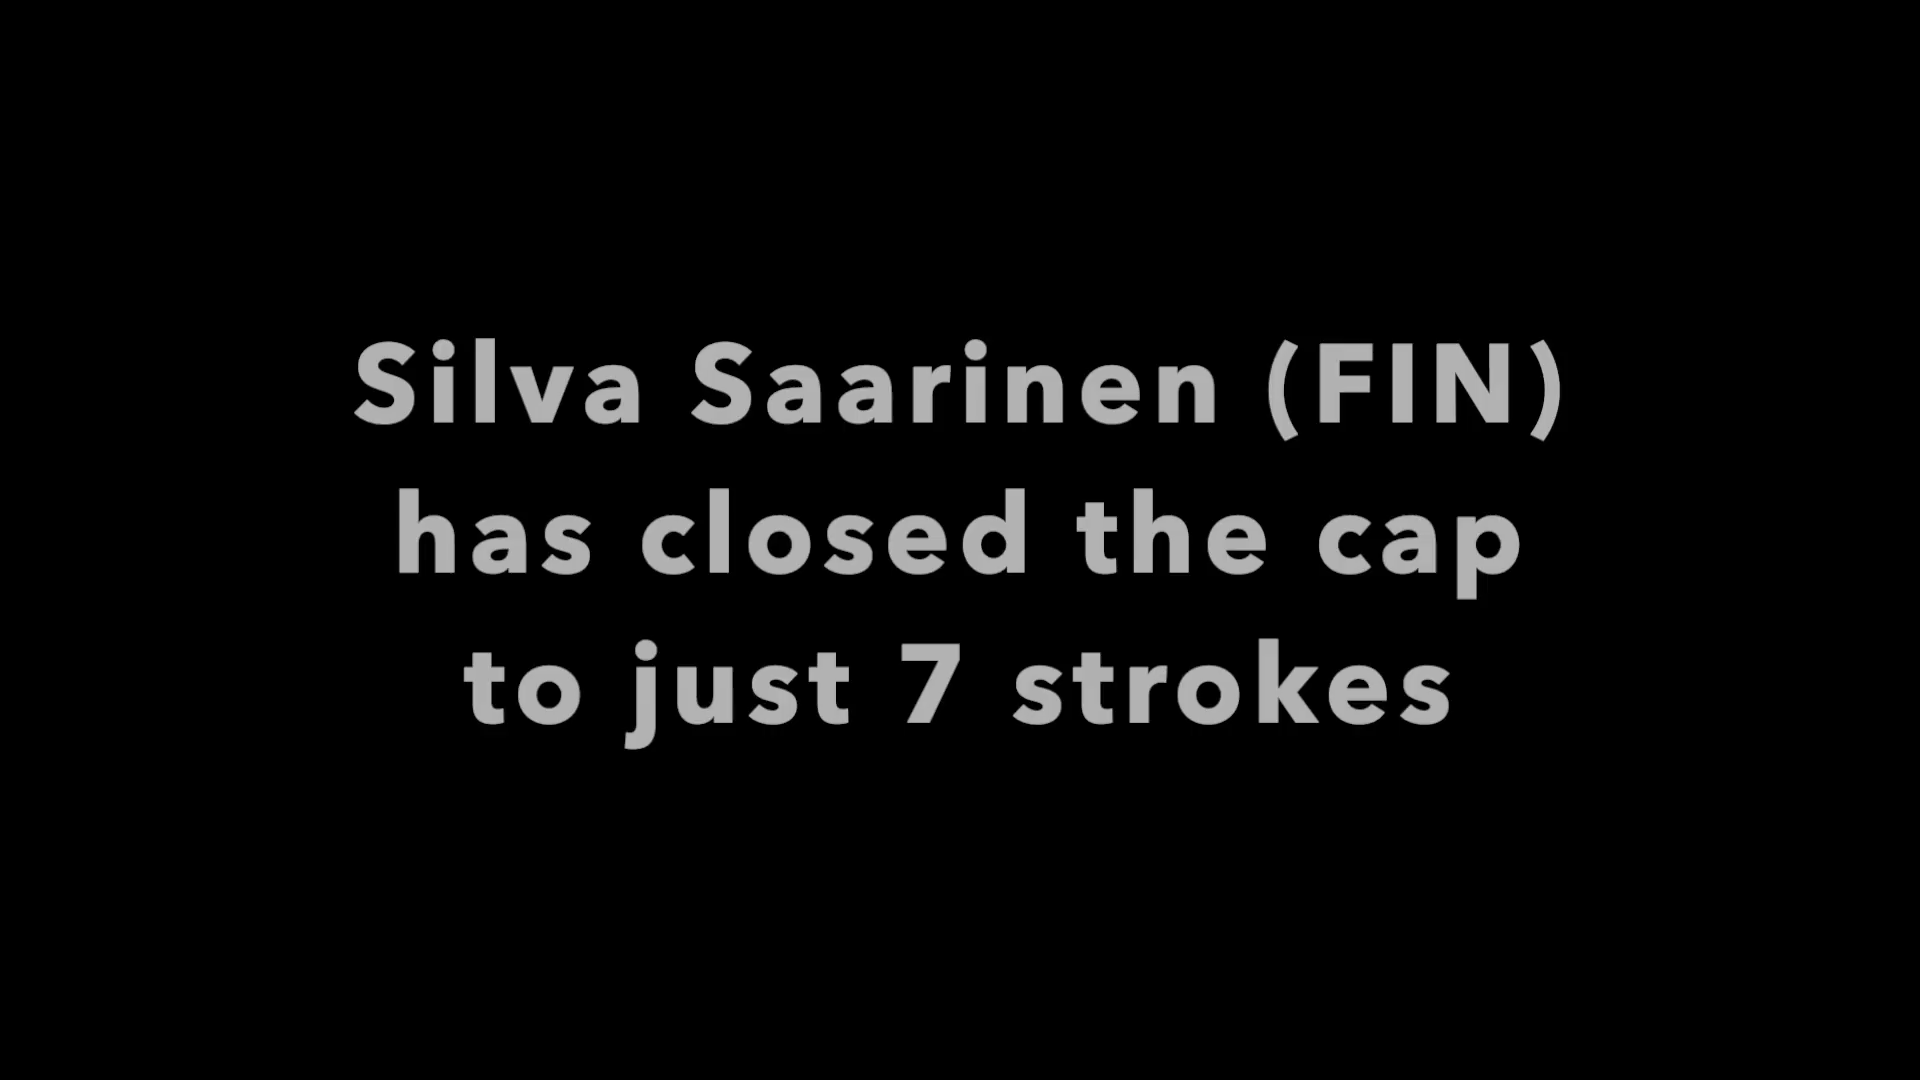 Silva Saarinen (FIN)
has closed the cap
to just 7 strokes